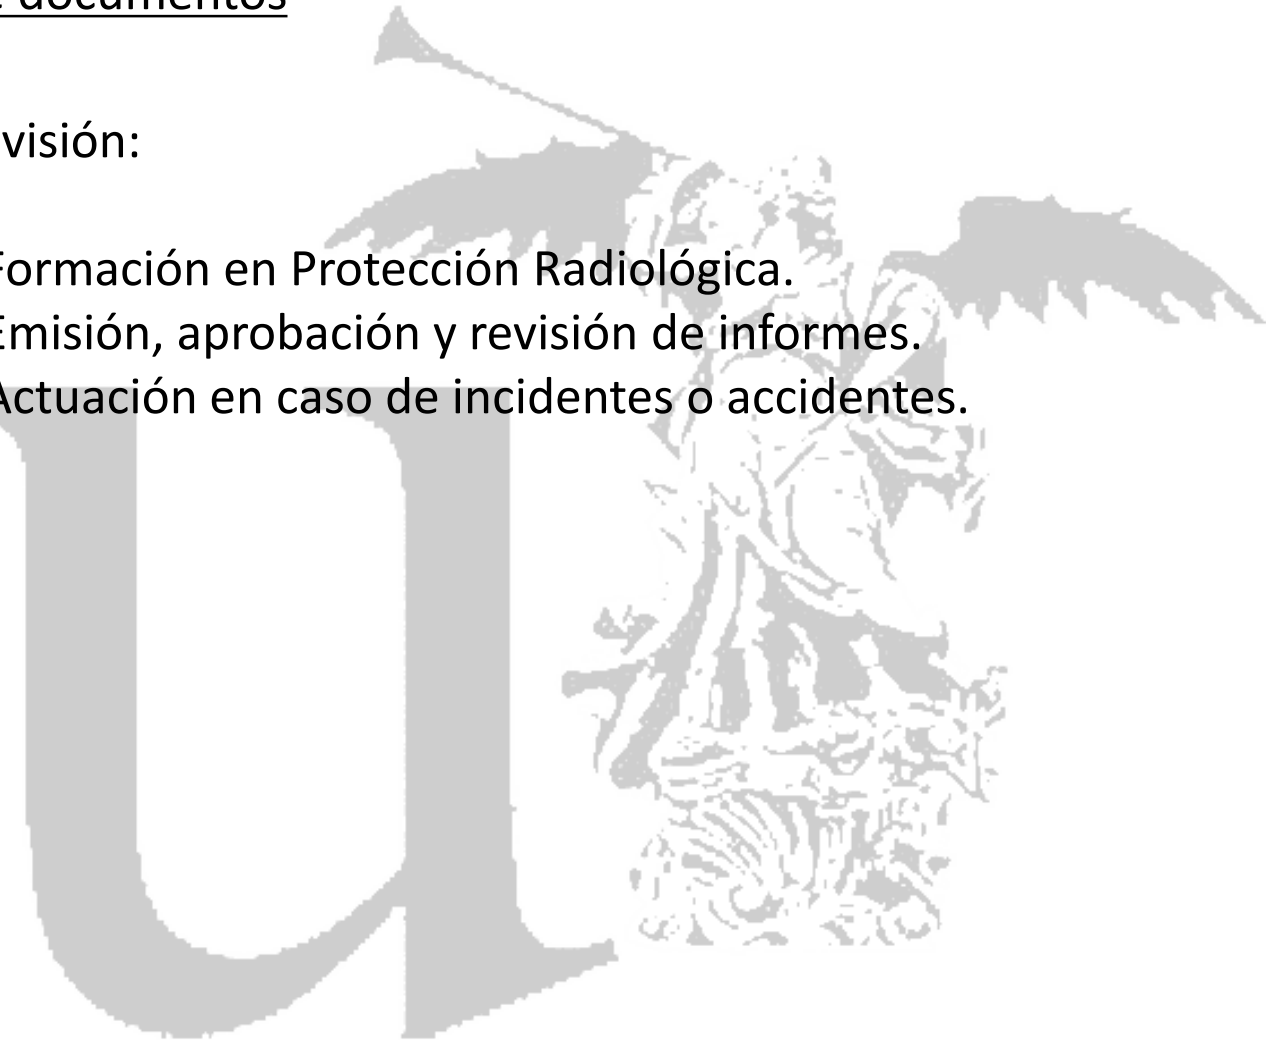 documentos
visión:
Formación en Protección Radiológica.
Emisión, aprobación y revisión de informes.
Actuación en caso de incidentes o accidentes.